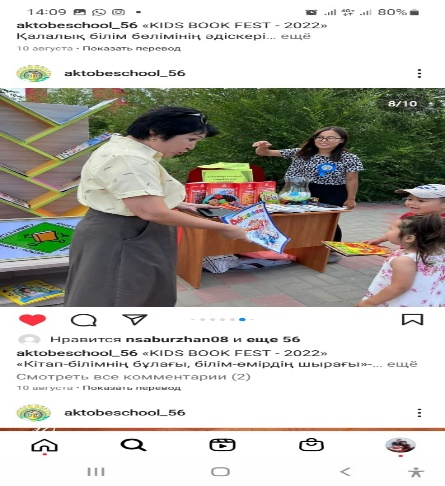 14:09
80%
aktobeschool_56 «KIDS BOOK FEST - 2022»
Қалалық білім бөлімінің әдіскері... ещё
10 августа • Показать перевод
aktobeschool_56
8/10
Нравится nsaburzhan08 и еще 56
aktobeschool_56 «KIDS BOOK FEST - 2022»
«Кітап-білімнің бұлағы, білім-өмірдің шырағы»-... ещё
Смотреть все комментарии (2)
10 августа • Показать перевод
aktobeschool_56